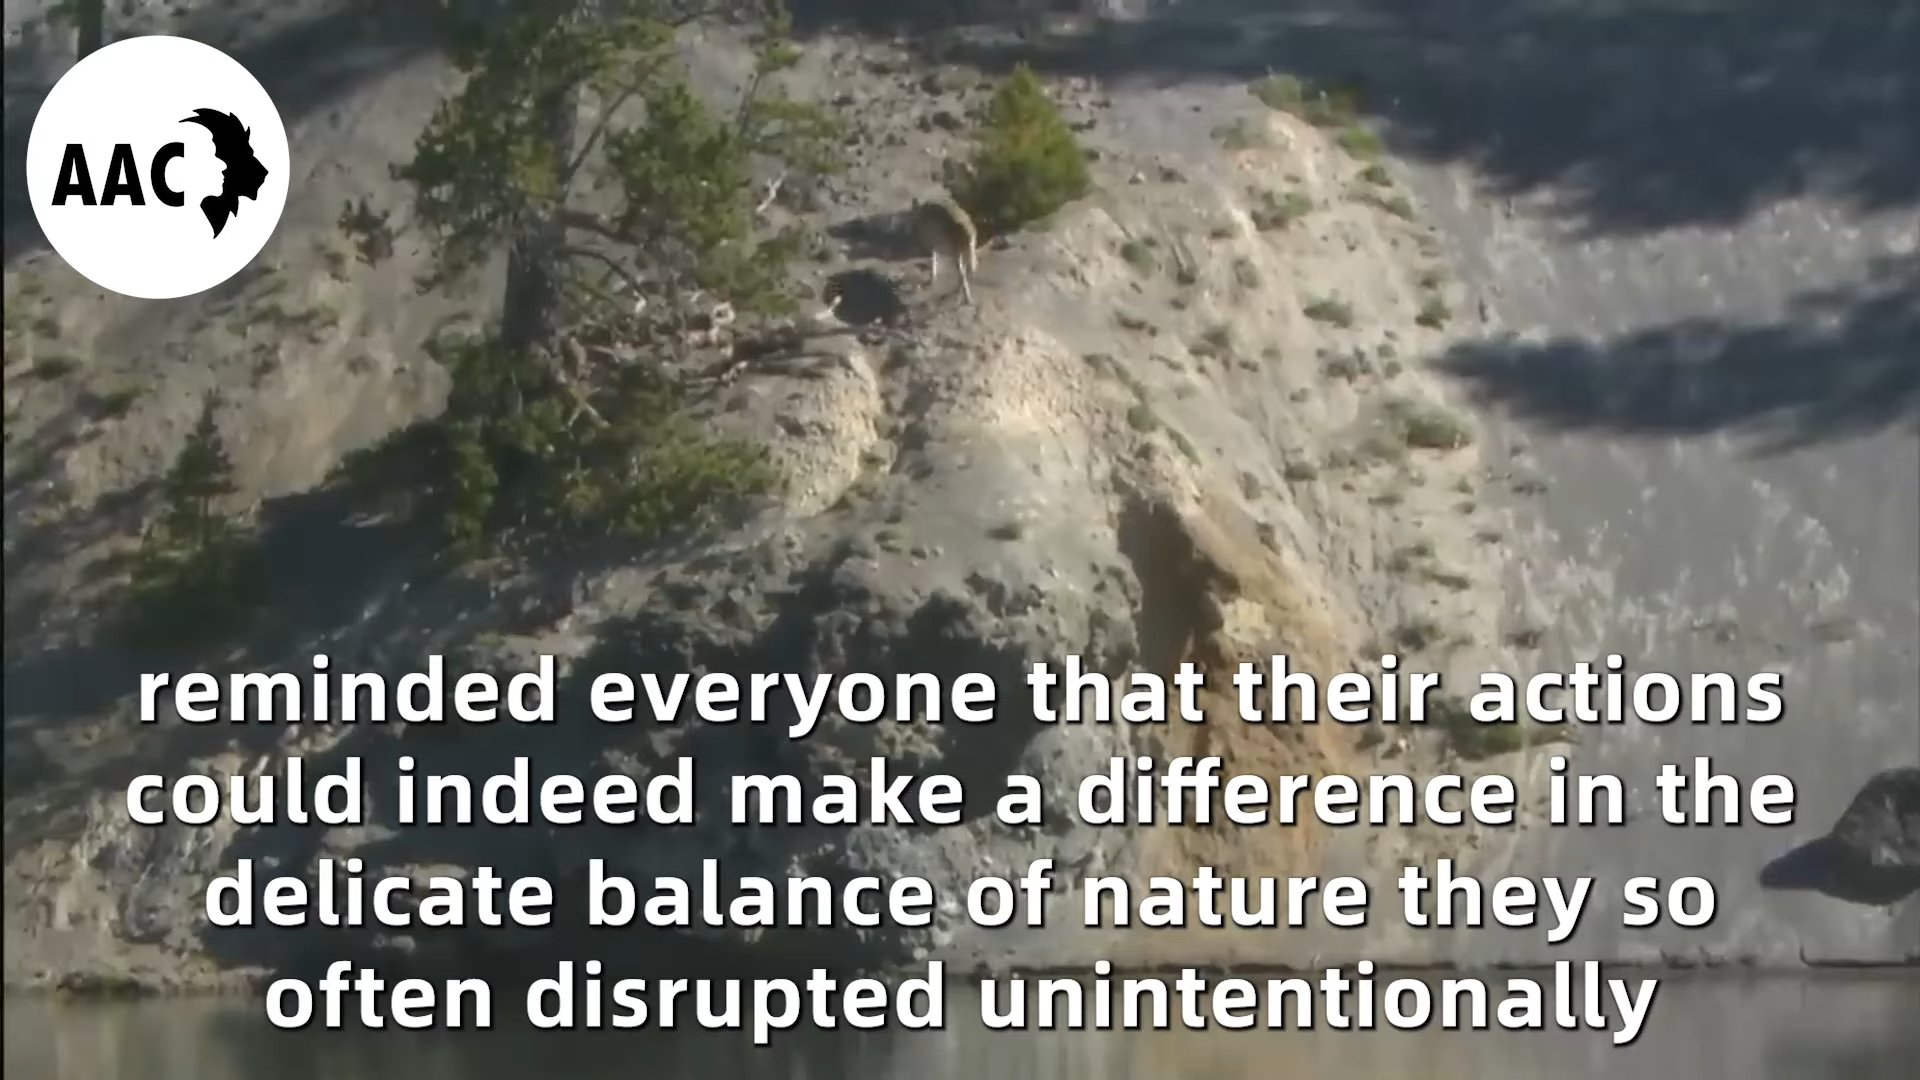 AAC
reminded everyone that their actions
could indeed make a difference in the
delicate balance of nature they so
often disrupted unintentionally